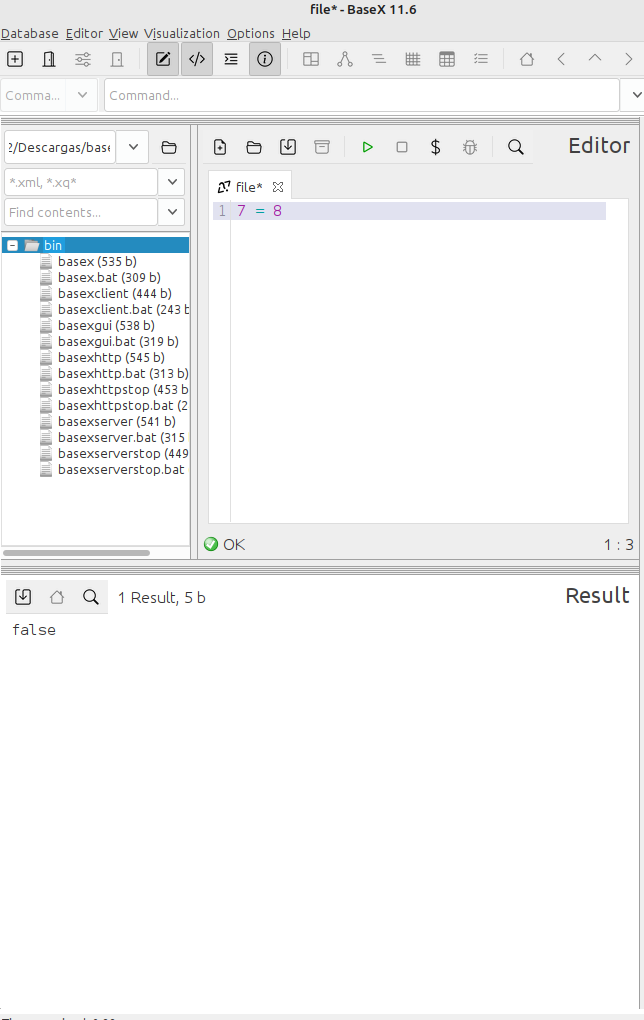 file* - BaseX 11.6
Database Editor View Visualization Options Help
Comma... Command...
2/Descargas/base
Editor
*.xml, *.xq*
file*
Find contents...
1 7 = 8
bin
basex (535 b)
basex.bat (309 b)
basexclient (444 b)
basexclient.bat (243 b
basexgui (538 b)
basexgui.bat (319 b)
basexhttp (545 b)
basexhttp.bat (313 b)
basexhttpstop (453 b
basexhttpstop.bat (2
basexserver (541 b)
basexserver.bat (315
basexserverstop (449
basexserverstop.bat
OK 1 : 3
1 Result, 5 b Result
false